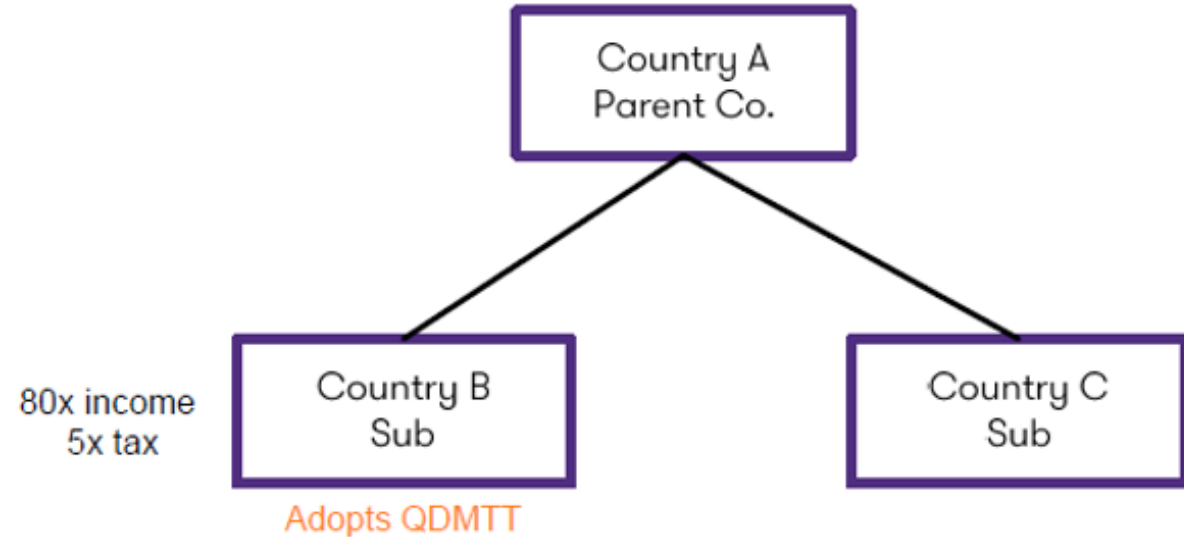 Country A
Parent Co.
80x income
5x tax
Country B
Sub
Country C
Sub
Adopts QDMTT